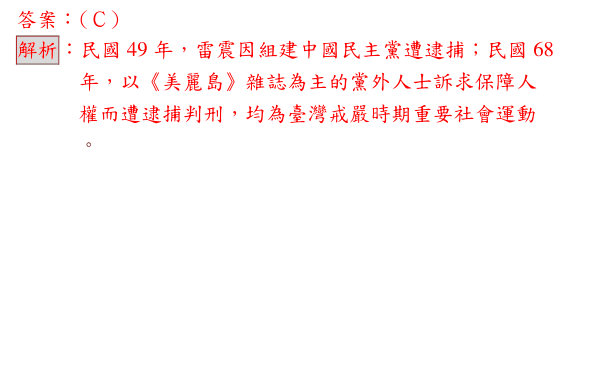 答案：(C)
解析：民國 49 年，雷震因組建中國民主黨遭逮捕；民國 68
年，以《美麗島》雜誌為主的黨外人士訴求保障人
權而遭逮捕判刑，均為臺灣戒嚴時期重要社會運動
。